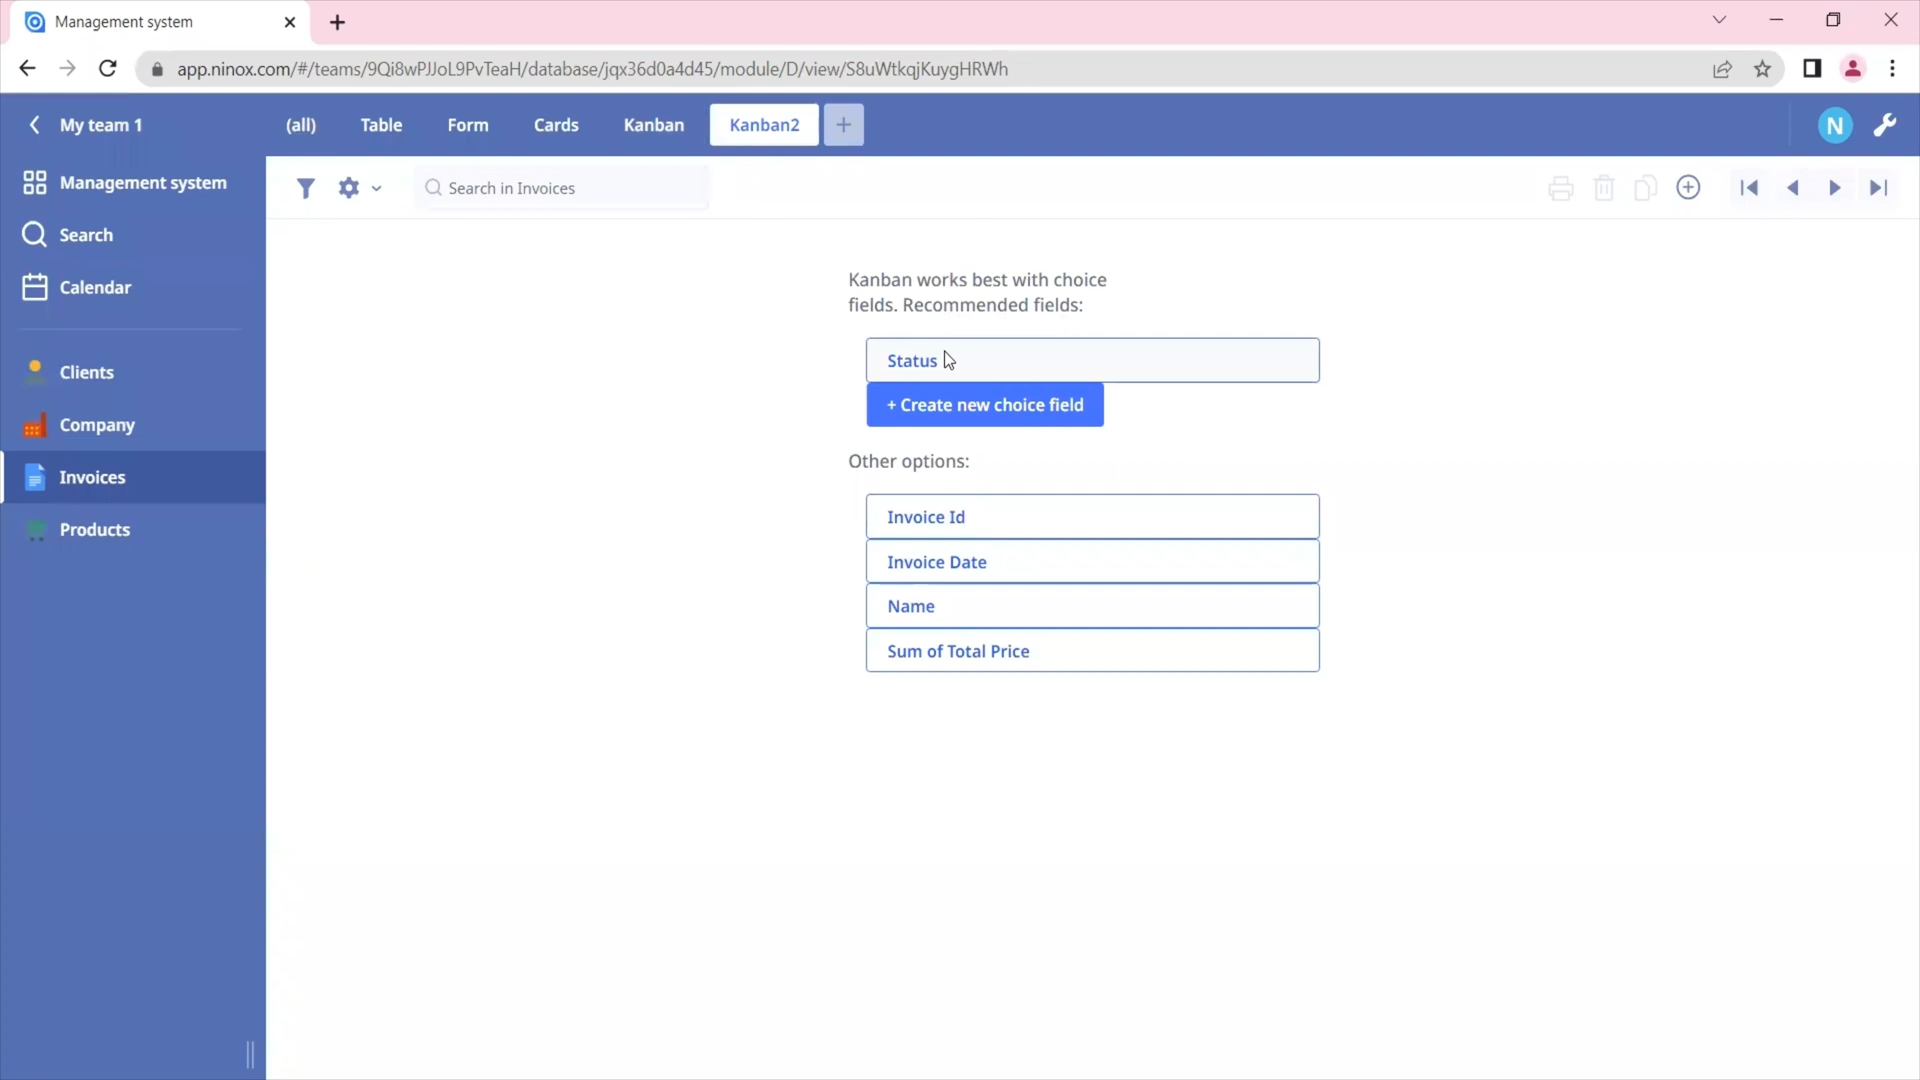 Management system
app.ninox.com/#/teams/9Qi8wPJJoL9PvTeaH/database/jqx36d0a4d45/module/D/view/S8uWtkqjKuygHRWh
My team 1
(all)
Table
Form
Cards
Kanban
Kanban2
N
Management system
Search
Calendar
Clients
Company
Invoices
Products
Search in Invoices
Kanban works best with choice
fields. Recommended fields:
Status
+ Create new choice field
Other options:
Invoice Id
Invoice Date
Name
Sum of Total Price